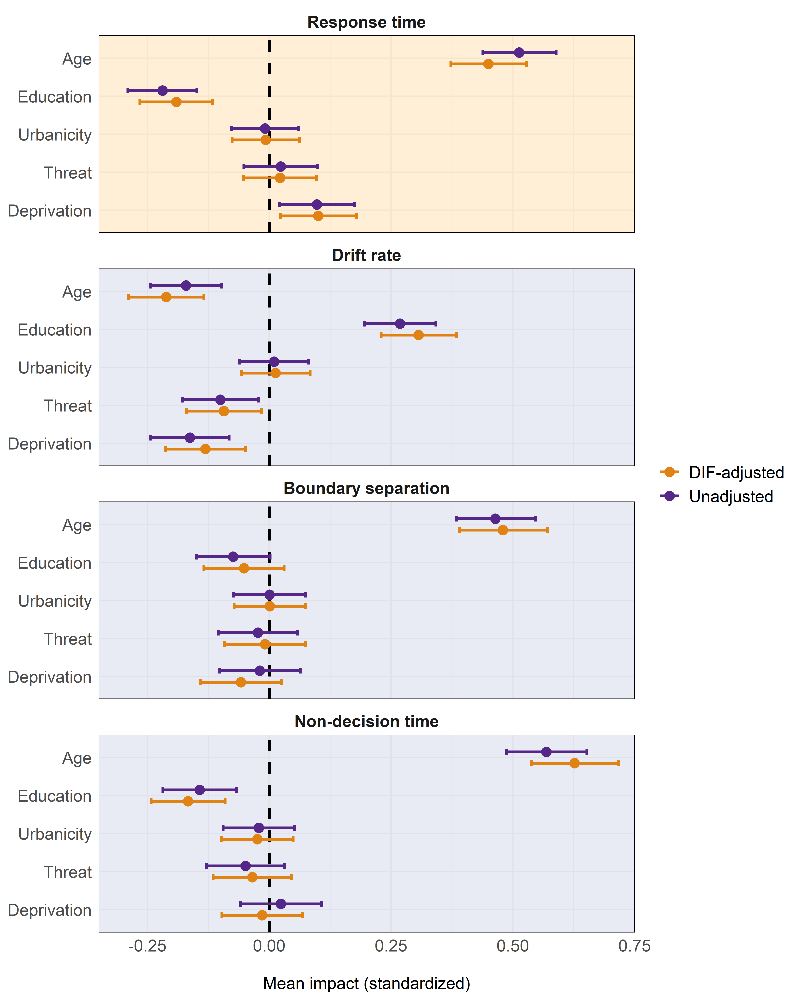 Response time
Age
Education
Urbanicity
Threat
Deprivation
Drift rate
Age
Education
Urbanicity
Threat
Deprivation
DIF-adjusted
Unadjusted
Boundary separation
Age
Education
Urbanicity
Threat
Deprivation
Non-decision time
Age
Education
Urbanicity
Threat
Deprivation
-0.25 0.00 0.25 0.50 0.75
Mean impact (standardized)